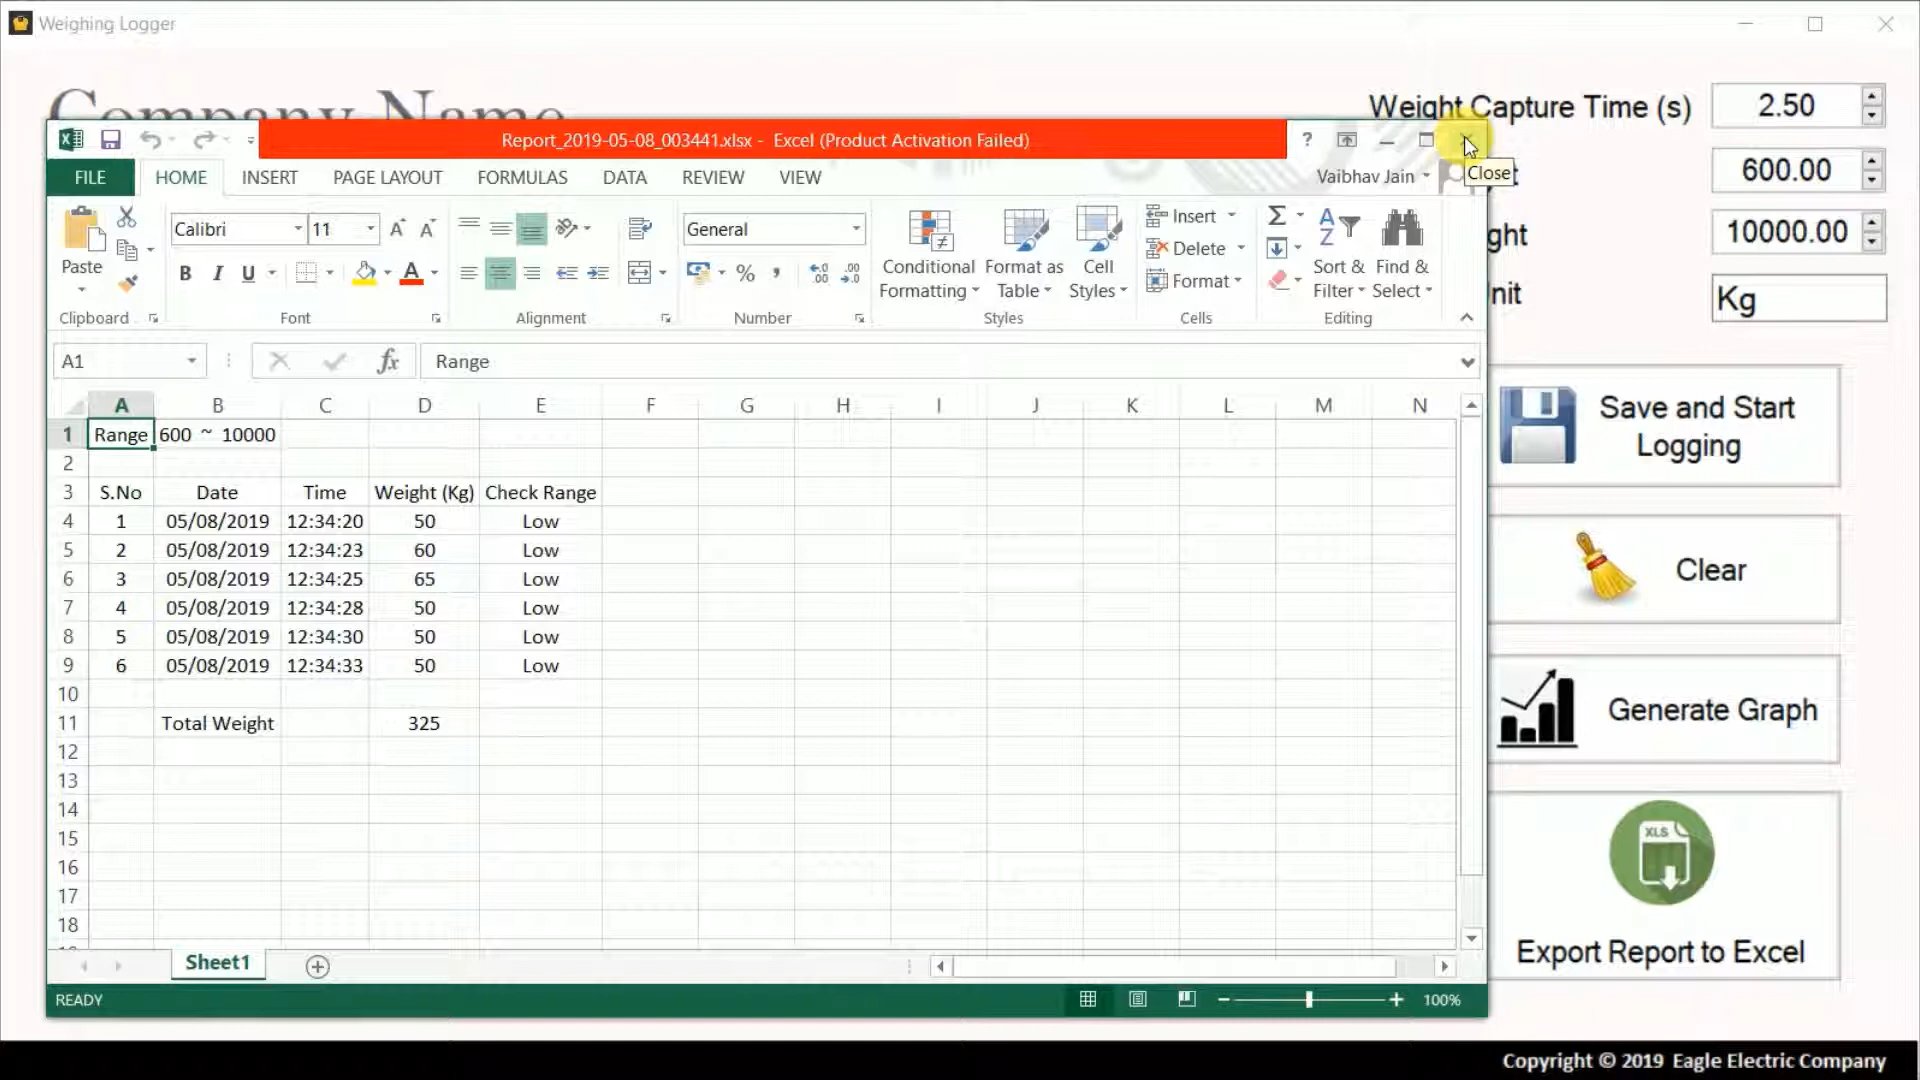 Weighing Logger
Company Name
Weight Capture Time (s) 2.50
600.00
ght 10000.00
nit Kg
Report_2019-05-08_003441.xlsx - Excel (Product Activation Failed)
?
Close
FILE HOME INSERT PAGE LAYOUT FORMULAS DATA REVIEW VIEW Vaibhav Jain
Paste
Calibri 11
B I U A
General
% ,
Conditional Formatting
Format as Table
Cell Styles
Insert
Delete
Format
Sort & Filter
Find & Select
Clipboard Font Alignment Number Styles Cells Editing
A1 fx Range
A B C D E F G H I J K L M N
1 Range 600 ~ 10000
2
3 S.No Date Time Weight (Kg) Check Range
4 1 05/08/2019 12:34:20 50 Low
5 2 05/08/2019 12:34:23 60 Low
6 3 05/08/2019 12:34:25 65 Low
7 4 05/08/2019 12:34:28 50 Low
8 5 05/08/2019 12:34:30 50 Low
9 6 05/08/2019 12:34:33 50 Low
10
11 Total Weight 325
12
13
14
15
16
17
18
Sheet1
READY 100%
Save and Start
Logging
Clear
Generate Graph
XLS
Export Report to Excel
Copyright © 2019 Eagle Electric Company